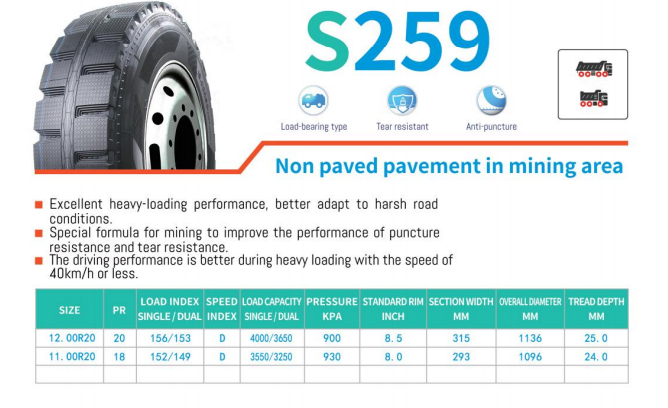 S259
Load-bearing type
Tear resistant
Anti-puncture
Non paved pavement in mining area
Excellent heavy-loading performance, better adapt to harsh road
conditions.
Special formula for mining to improve the performance of puncture
resistance and tear resistance.
The driving performance is better during heavy loading with the speed of
40km/h or less.
SIZE PR LOAD INDEX SINGLE / DUAL SPEED INDEX LOAD CAPACITY SINGLE / DUAL PRESSURE KPA STANDARD RIM INCH SECTION WIDTH MM OVERALL DIAMETER MM TREAD DEPTH MM
12.00R20 20 156/153 D 4000/3650 900 8.5 315 1136 25.0
11.00R20 18 152/149 D 3550/3250 930 8.0 293 1096 24.0